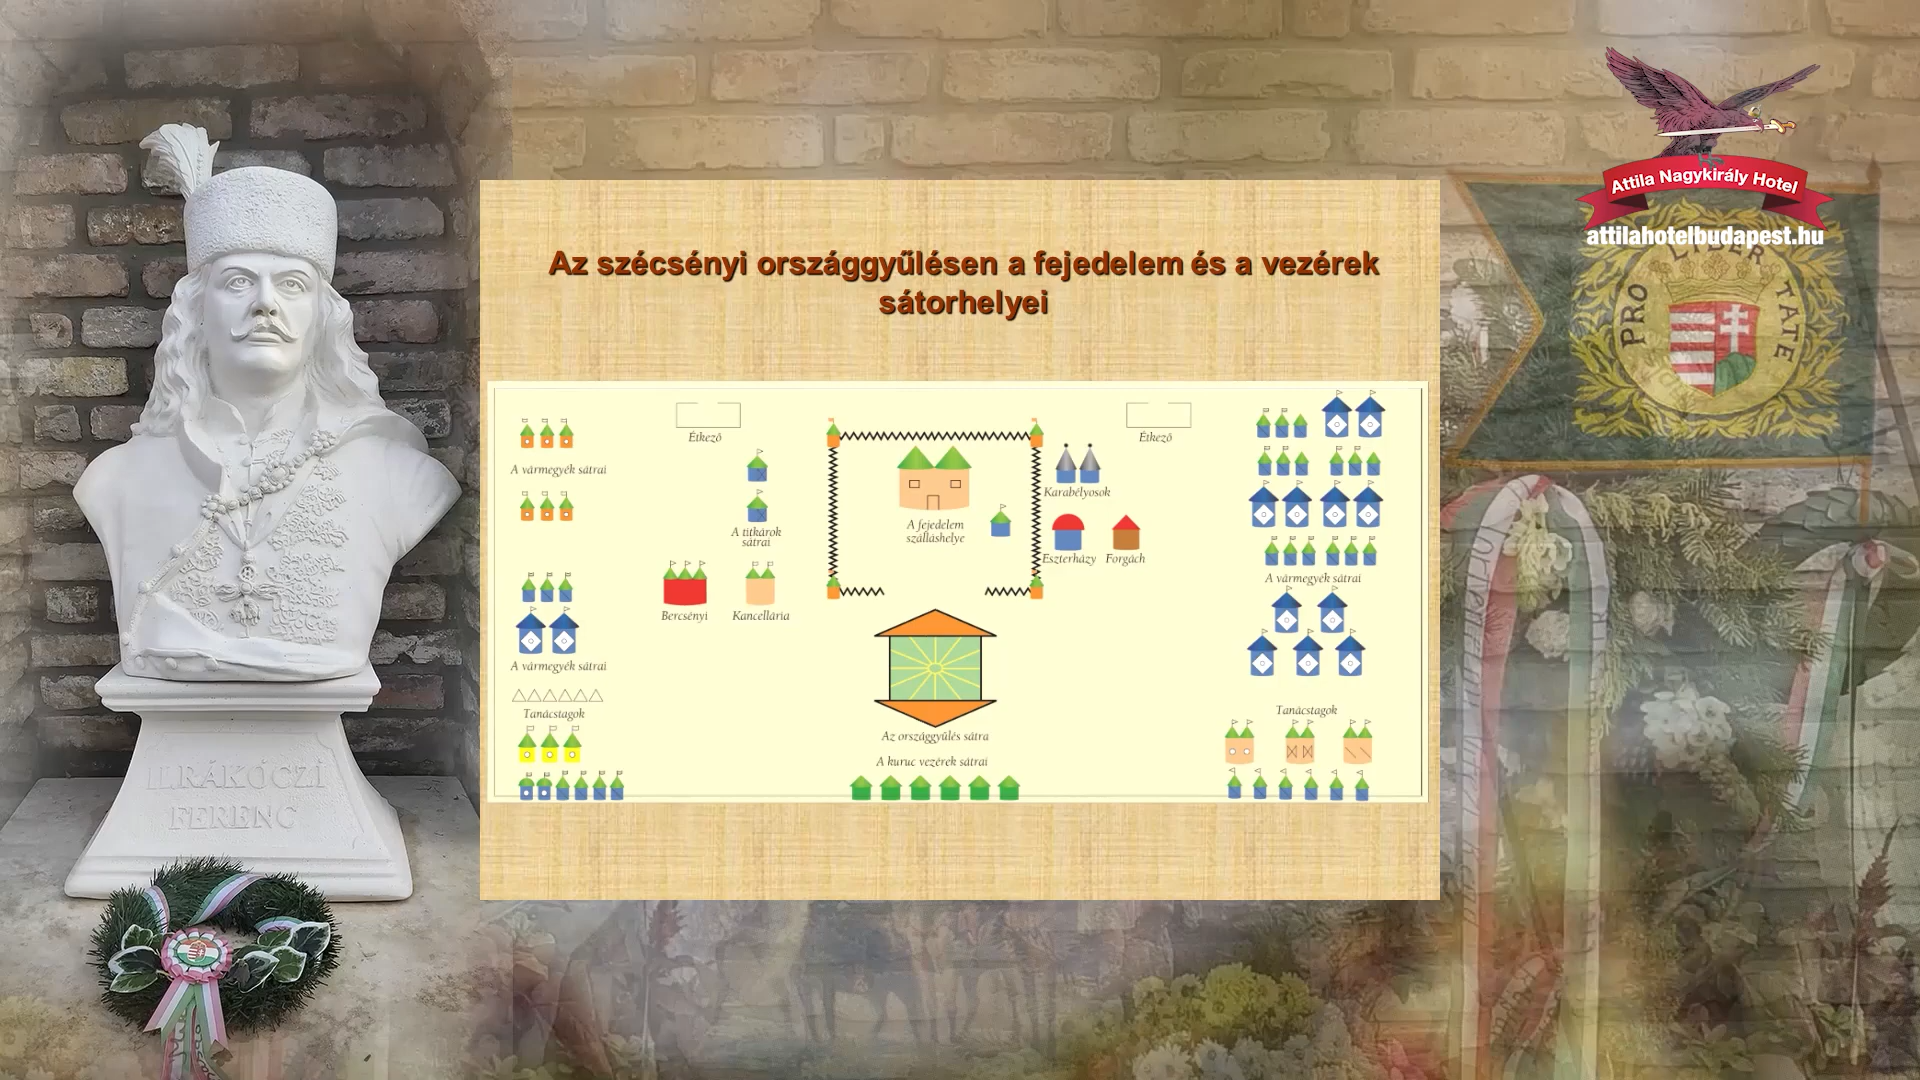 Attila Nagykirály Hotel
attilahotelbudapest.hu
PRO LIBERTATE
Az szécsényi országgyűlésen a fejedelem és a vezérek
sátorhelyei
Étkező
Étkező
A vármegyék sátrai
A titkárok
sátrai
A fejedelem
szálláshelye
Karabélyosok
Eszterházy
Forgách
Bercsényi
Kancellária
A vármegyék sátrai
A vármegyék sátrai
Tanácstagok
Tanácstagok
Az országgyűlés sátra
A kuruc vezérek sátrai
II. RÁKÓCZI
FERENC